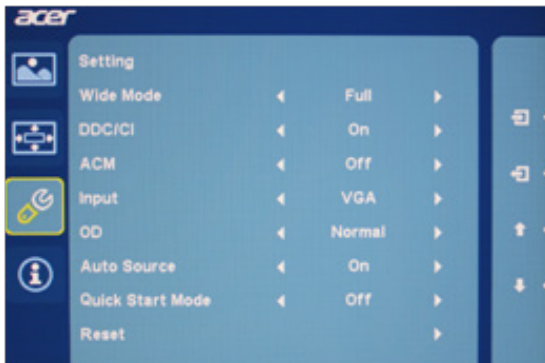 acer
Setting
Wide Mode Full
DDC/CI On
ACM Off
Input VGA
OD Normal
Auto Source On
Quick Start Mode Off
Reset